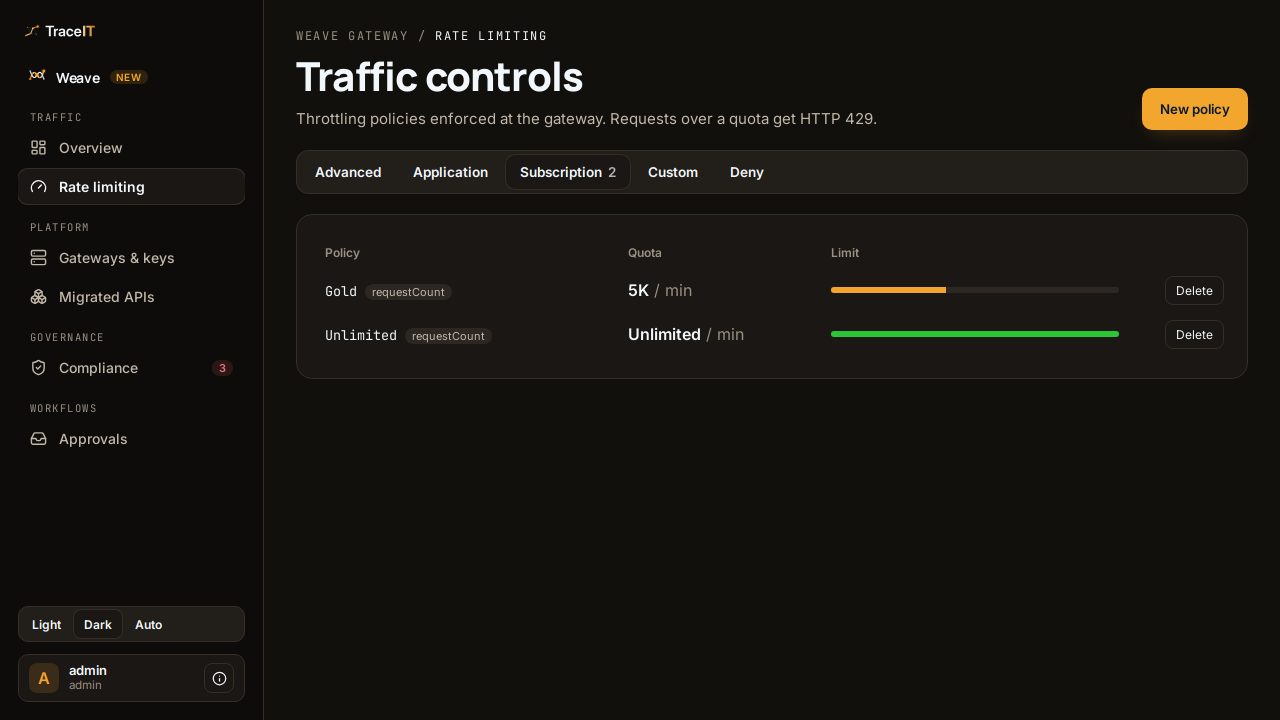 TraceIT
Weave NEW
TRAFFIC
Overview
Rate limiting
PLATFORM
Gateways & keys
Migrated APIs
GOVERNANCE
Compliance 3
WORKFLOWS
Approvals
Light Dark Auto
A
admin
admin
WEAVE GATEWAY / RATE LIMITING
Traffic controls
Throttling policies enforced at the gateway. Requests over a quota get HTTP 429.
New policy
Advanced Application Subscription 2 Custom Deny
Policy Quota Limit
Gold requestCount 5K / min Delete
Unlimited requestCount Unlimited / min Delete